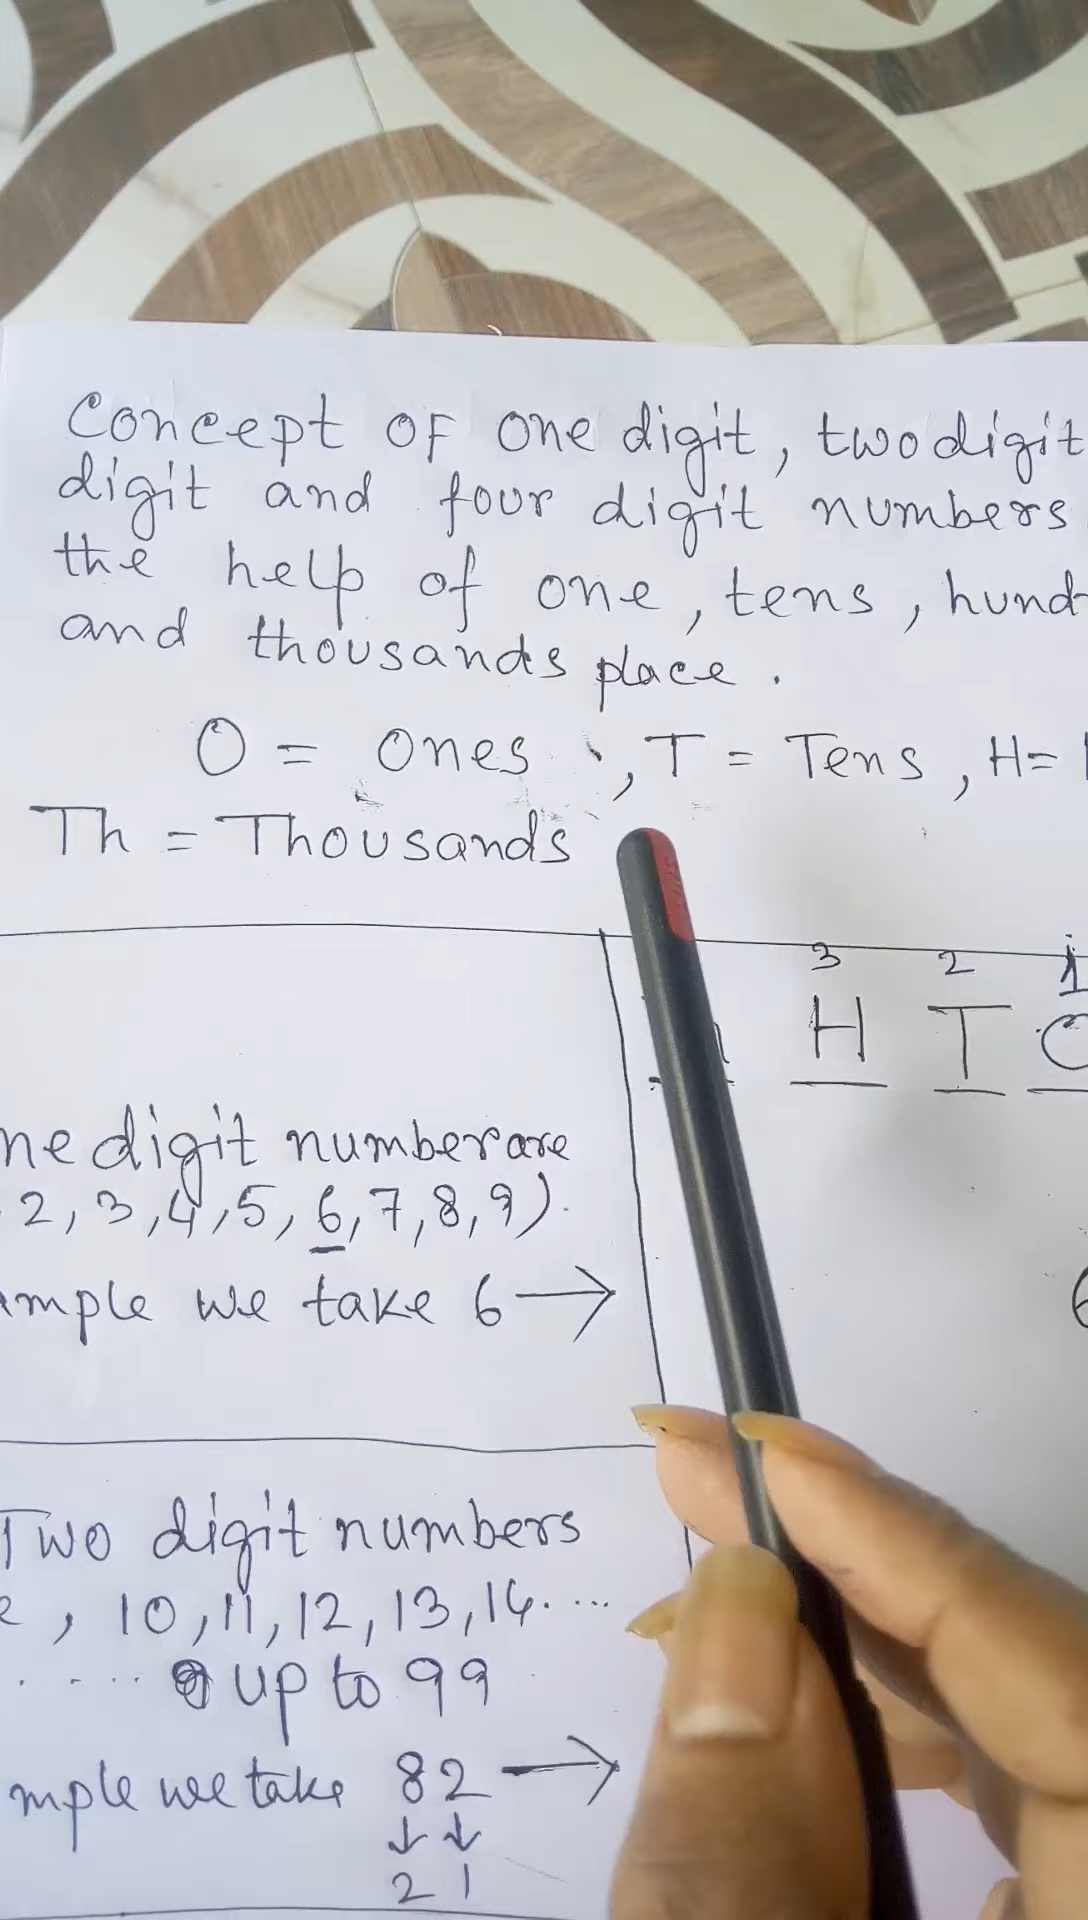 Concept OF one digit, two digit
digit and four digit numbers
the help of one, tens, hund-
and thousands place.
O = Ones , T = Tens , H=
Th = Thousands
3 2 1
H T O
ne digit number are
2, 3, 4, 5, 6, 7, 8, 9).
mple we take 6 →
6
Two digit numbers
e , 10, 11, 12, 13, 14. ...
. . ... up to 99
mple we take 82 →
↓ ↓
2 1